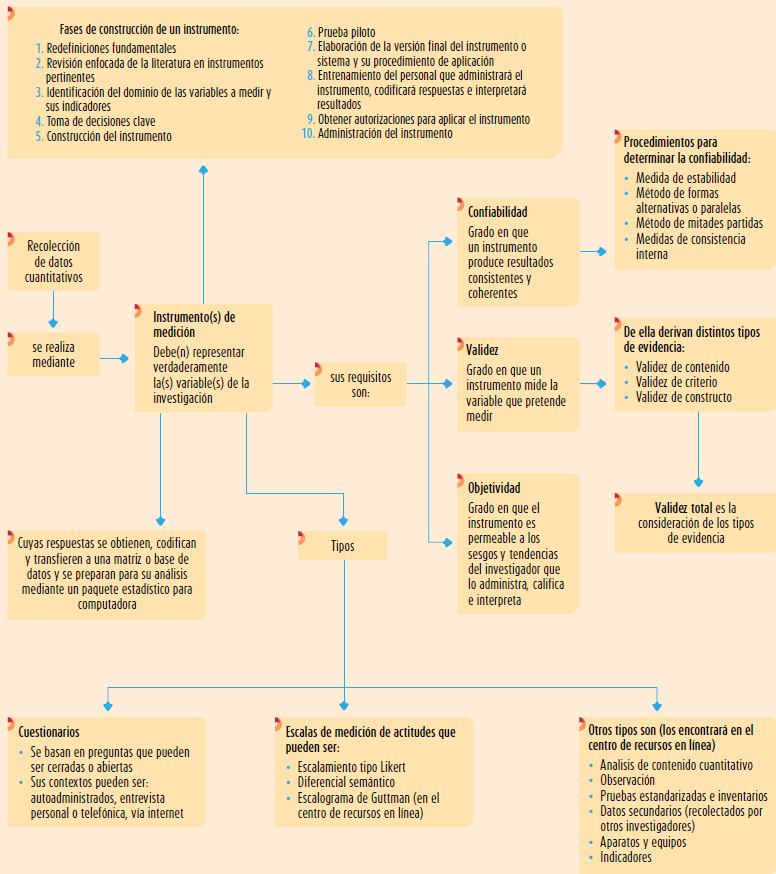 Fases de construcción de un instrumento:
1. Redefiniciones fundamentales
2. Revisión enfocada de la literatura en instrumentos
pertinentes
3. Identificación del dominio de las variables a medir y
sus indicadores
4. Toma de decisiones clave
5. Construcción del instrumento
6. Prueba piloto
7. Elaboración de la versión final del instrumento o
sistema y su procedimiento de aplicación
8. Entrenamiento del personal que administrará el
instrumento, codificará respuestas e interpretará
resultados
9. Obtener autorizaciones para aplicar el instrumento
10. Administración del instrumento
Recolección
de datos
cuantitativos
se realiza
mediante
Instrumento(s) de
medición
Debe(n) representar
verdaderamente
la(s) variable(s) de la
investigación
sus requisitos
son:
Confiabilidad
Grado en que
un instrumento
produce resultados
consistentes y
coherentes
Procedimientos para
determinar la confiabilidad:
• Medida de estabilidad
• Método de formas
alternativas o paralelas
• Método de mitades partidas
• Medidas de consistencia
interna
Validez
Grado en que un
instrumento mide la
variable que pretende
medir
De ella derivan distintos tipos
de evidencia:
• Validez de contenido
• Validez de criterio
• Validez de constructo
Validez total es la
consideración de los tipos
de evidencia
Objetividad
Grado en que el
instrumento es
permeable a los
sesgos y tendencias
del investigador que
lo administra, califica
e interpreta
Cuyas respuestas se obtienen, codifican
y transfieren a una matriz o base de
datos y se preparan para su análisis
mediante un paquete estadístico para
computadora
Tipos
Cuestionarios
• Se basan en preguntas que pueden
ser cerradas o abiertas
• Sus contextos pueden ser:
autoadministrados, entrevista
personal o telefónica, vía internet
Escalas de medición de actitudes que
pueden ser:
• Escalamiento tipo Likert
• Diferencial semántico
• Escalograma de Guttman (en el
centro de recursos en línea)
Otros tipos son (los encontrará en el
centro de recursos en línea)
• Analisis de contenido cuantitativo
• Observación
• Pruebas estandarizadas e inventarios
• Datos secundarios (recolectados por
otros investigadores)
• Aparatos y equipos
• Indicadores